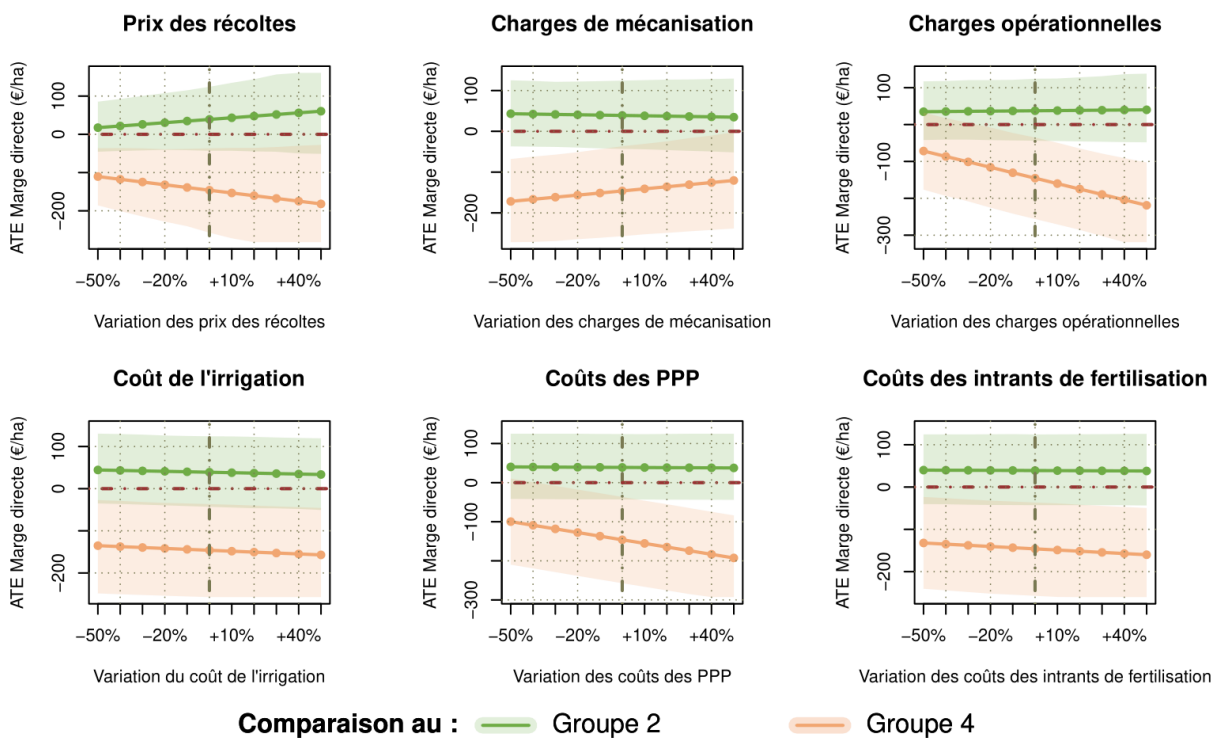 Prix des récoltes
ATE Marge directe (€/ha)
100
0
−200
−50%
−20%
+10%
+40%
Variation des prix des récoltes
Charges de mécanisation
ATE Marge directe (€/ha)
100
0
−200
−50%
−20%
+10%
+40%
Variation des charges de mécanisation
Charges opérationnelles
ATE Marge directe (€/ha)
100
−100
−300
−50%
−20%
+10%
+40%
Variation des charges opérationnelles
Coût de l'irrigation
ATE Marge directe (€/ha)
100
0
−200
−50%
−20%
+10%
+40%
Variation du coût de l'irrigation
Coûts des PPP
ATE Marge directe (€/ha)
100
0
−100
−300
−50%
−20%
+10%
+40%
Variation des coûts des PPP
Coûts des intrants de fertilisation
ATE Marge directe (€/ha)
100
0
−200
−50%
−20%
+10%
+40%
Variation des coûts des intrants de fertilisation
Comparaison au : Groupe 2 Groupe 4